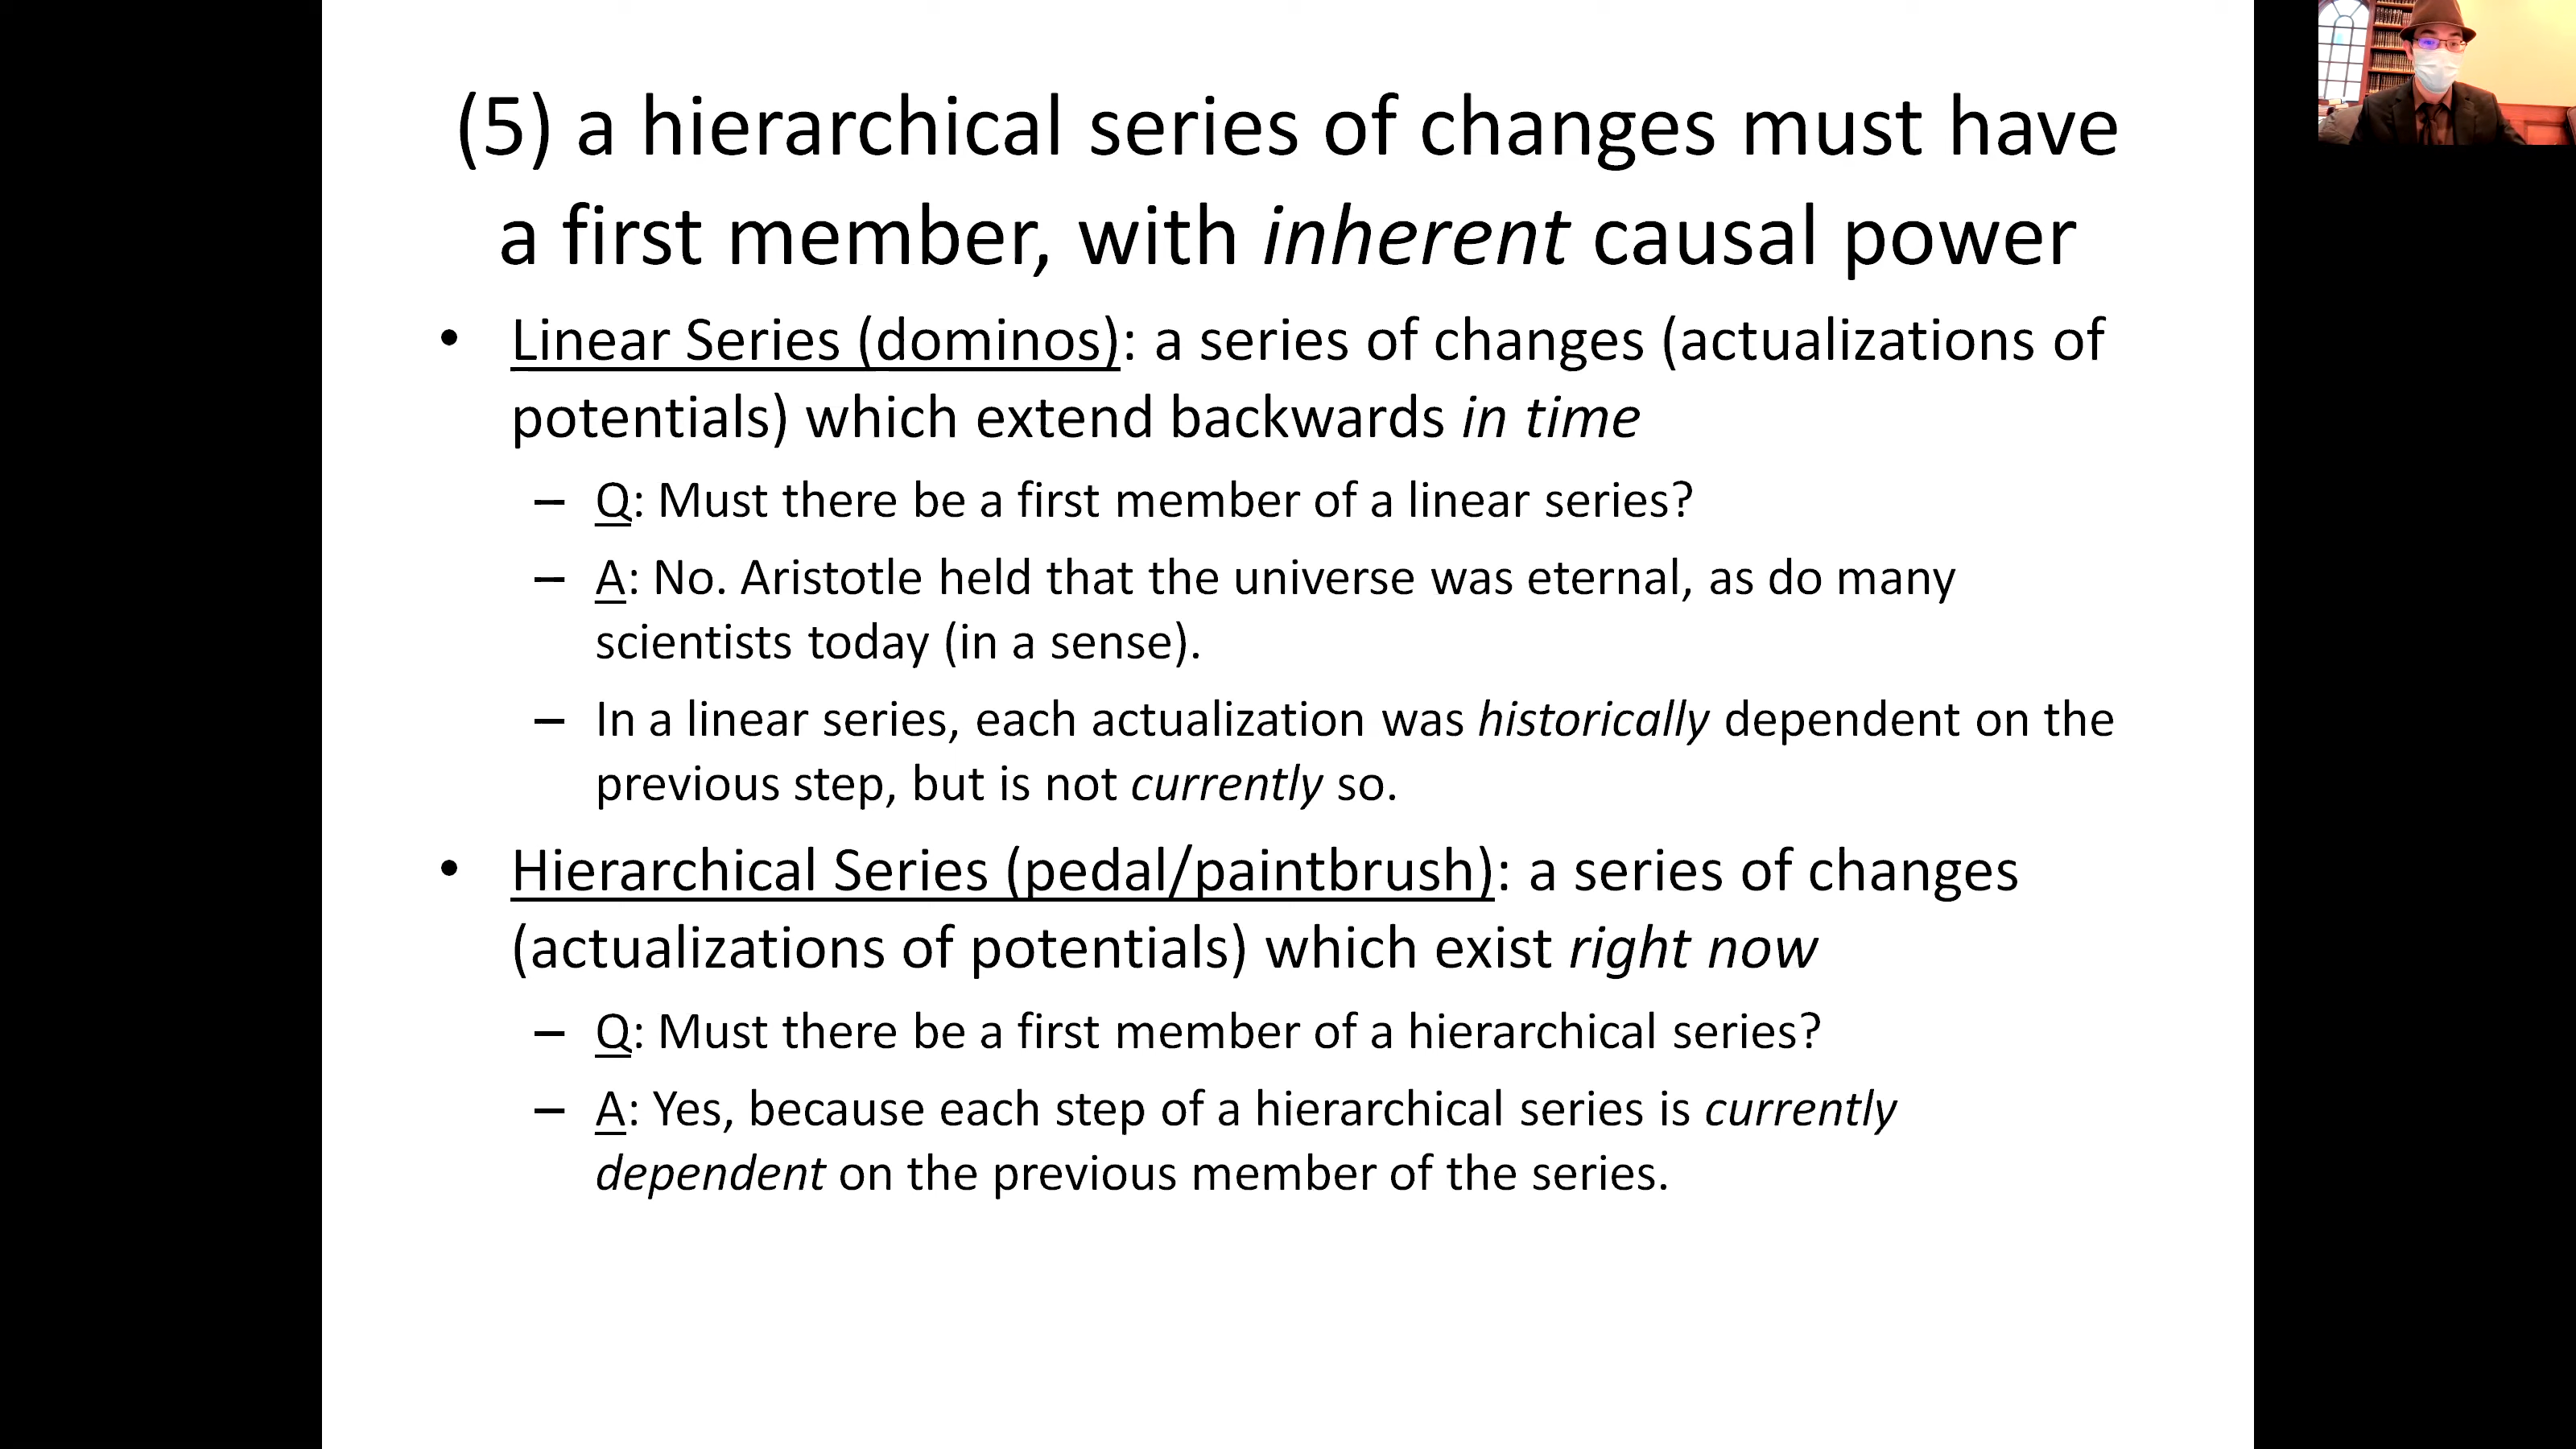 (5) a hierarchical series of changes must have
a first member, with inherent causal power
• Linear Series (dominos): a series of changes (actualizations of
potentials) which extend backwards in time
– Q: Must there be a first member of a linear series?
– A: No. Aristotle held that the universe was eternal, as do many
scientists today (in a sense).
– In a linear series, each actualization was historically dependent on the
previous step, but is not currently so.
• Hierarchical Series (pedal/paintbrush): a series of changes
(actualizations of potentials) which exist right now
– Q: Must there be a first member of a hierarchical series?
– A: Yes, because each step of a hierarchical series is currently
dependent on the previous member of the series.